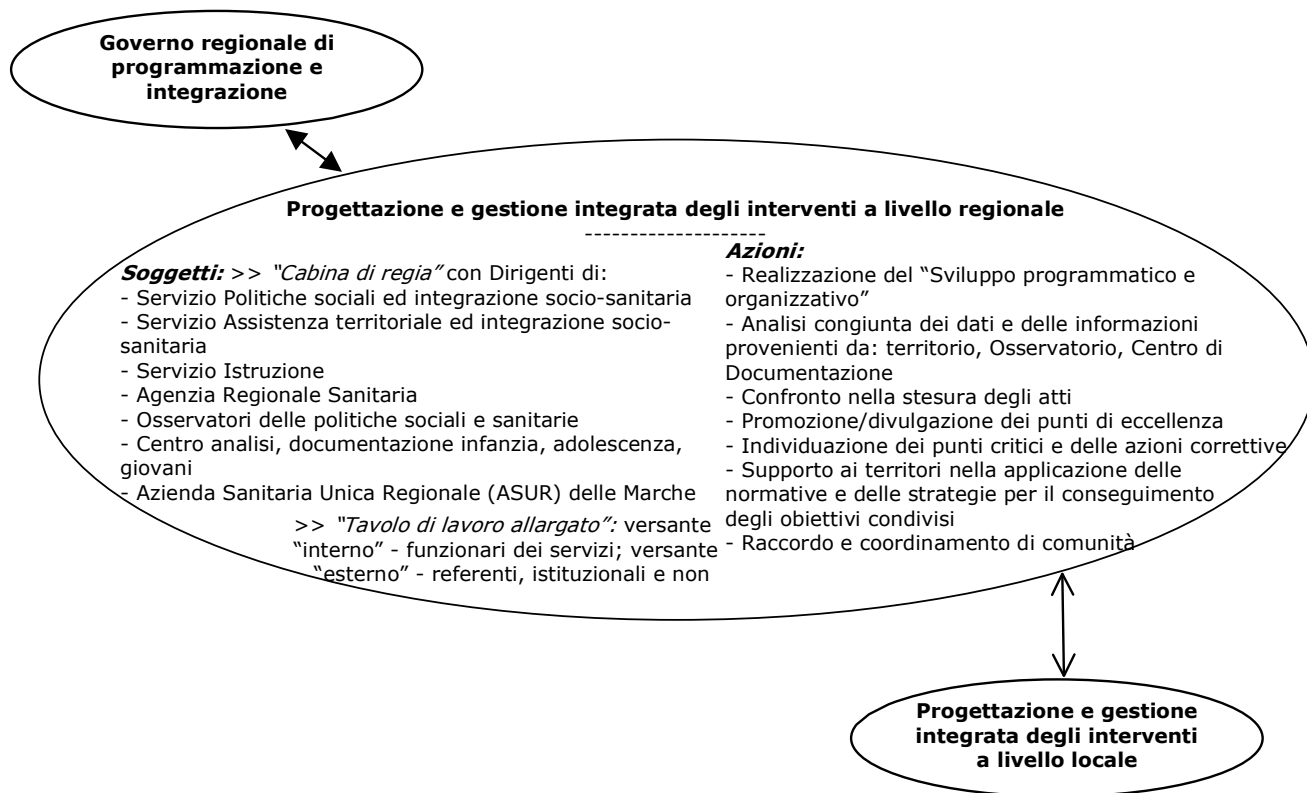 Governo regionale di
programmazione e
integrazione
Progettazione e gestione integrata degli interventi a livello regionale
--------------------
Soggetti: >> "Cabina di regia" con Dirigenti di:
- Servizio Politiche sociali ed integrazione socio-sanitaria
- Servizio Assistenza territoriale ed integrazione socio-
sanitaria
- Servizio Istruzione
- Agenzia Regionale Sanitaria
- Osservatori delle politiche sociali e sanitarie
- Centro analisi, documentazione infanzia, adolescenza,
giovani
- Azienda Sanitaria Unica Regionale (ASUR) delle Marche
>> "Tavolo di lavoro allargato": versante
"interno" - funzionari dei servizi; versante
"esterno" - referenti, istituzionali e non
Azioni:
- Realizzazione del "Sviluppo programmatico e
organizzativo"
- Analisi congiunta dei dati e delle informazioni
provenienti da: territorio, Osservatorio, Centro di
Documentazione
- Confronto nella stesura degli atti
- Promozione/divulgazione dei punti di eccellenza
- Individuazione dei punti critici e delle azioni correttive
- Supporto ai territori nella applicazione delle
normative e delle strategie per il conseguimento
degli obiettivi condivisi
- Raccordo e coordinamento di comunità
Progettazione e gestione
integrata degli interventi
a livello locale